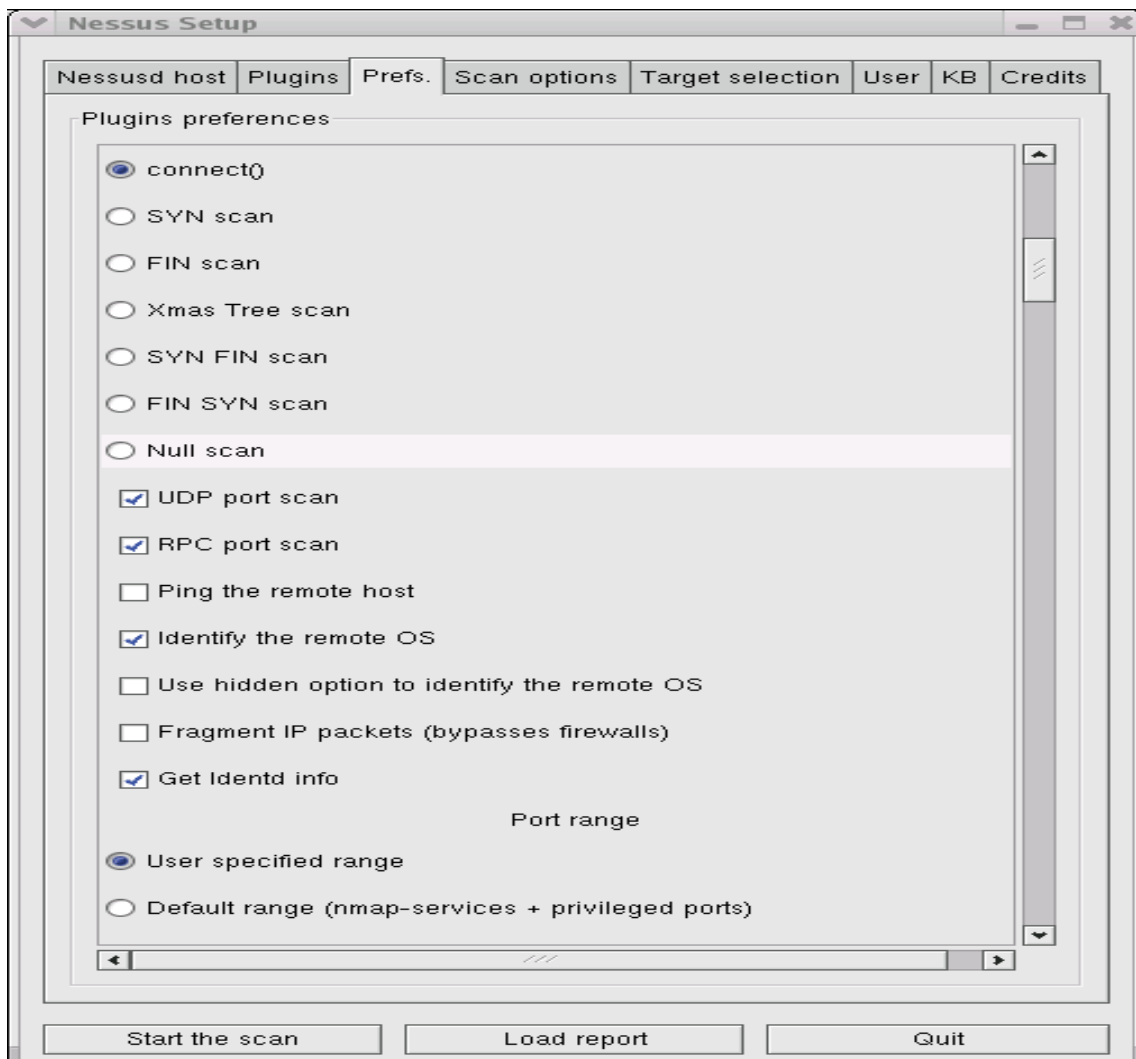 Nessus Setup
Nessusd host Plugins Prefs. Scan options Target selection User KB Credits
Plugins preferences
connect()
SYN scan
FIN scan
Xmas Tree scan
SYN FIN scan
FIN SYN scan
Null scan
UDP port scan
RPC port scan
Ping the remote host
Identify the remote OS
Use hidden option to identify the remote OS
Fragment IP packets (bypasses firewalls)
Get Identd info
Port range
User specified range
Default range (nmap-services + privileged ports)
Start the scan Load report Quit